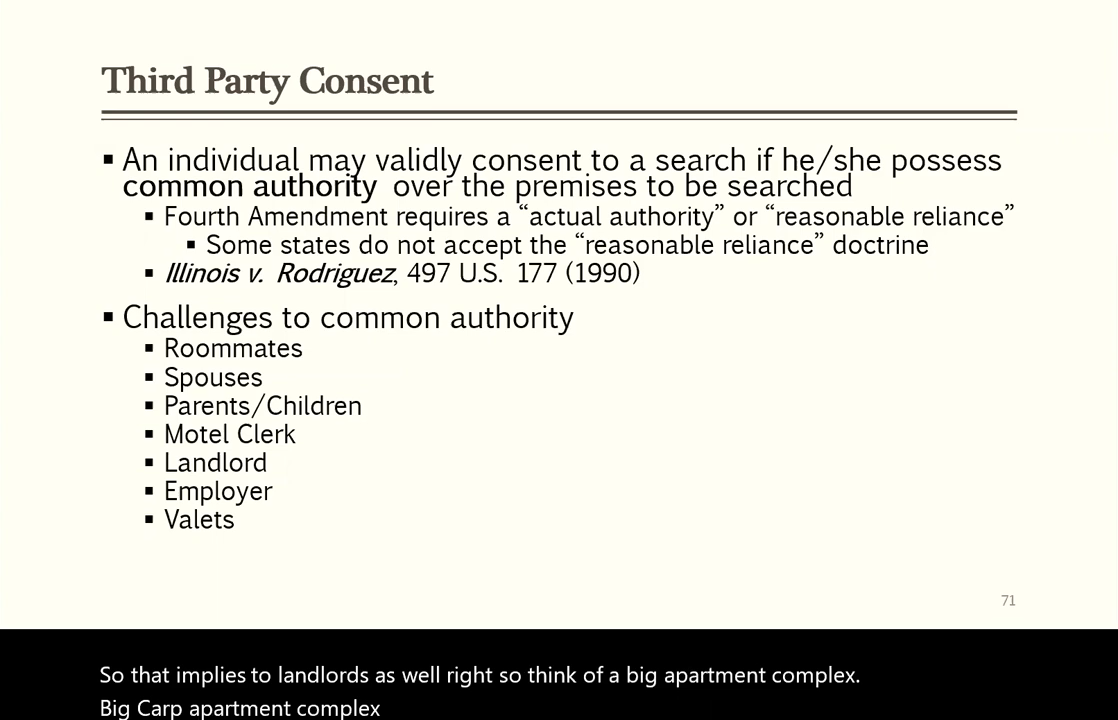 Third Party Consent
▪ An individual may validly consent to a search if he/she possess
common authority over the premises to be searched
▪ Fourth Amendment requires a “actual authority” or “reasonable reliance”
▪ Some states do not accept the “reasonable reliance” doctrine
▪ Illinois v. Rodriguez, 497 U.S. 177 (1990)
▪ Challenges to common authority
▪ Roommates
▪ Spouses
▪ Parents/Children
▪ Motel Clerk
▪ Landlord
▪ Employer
▪ Valets
71
So that implies to landlords as well right so think of a big apartment complex.
Big Carp apartment complex